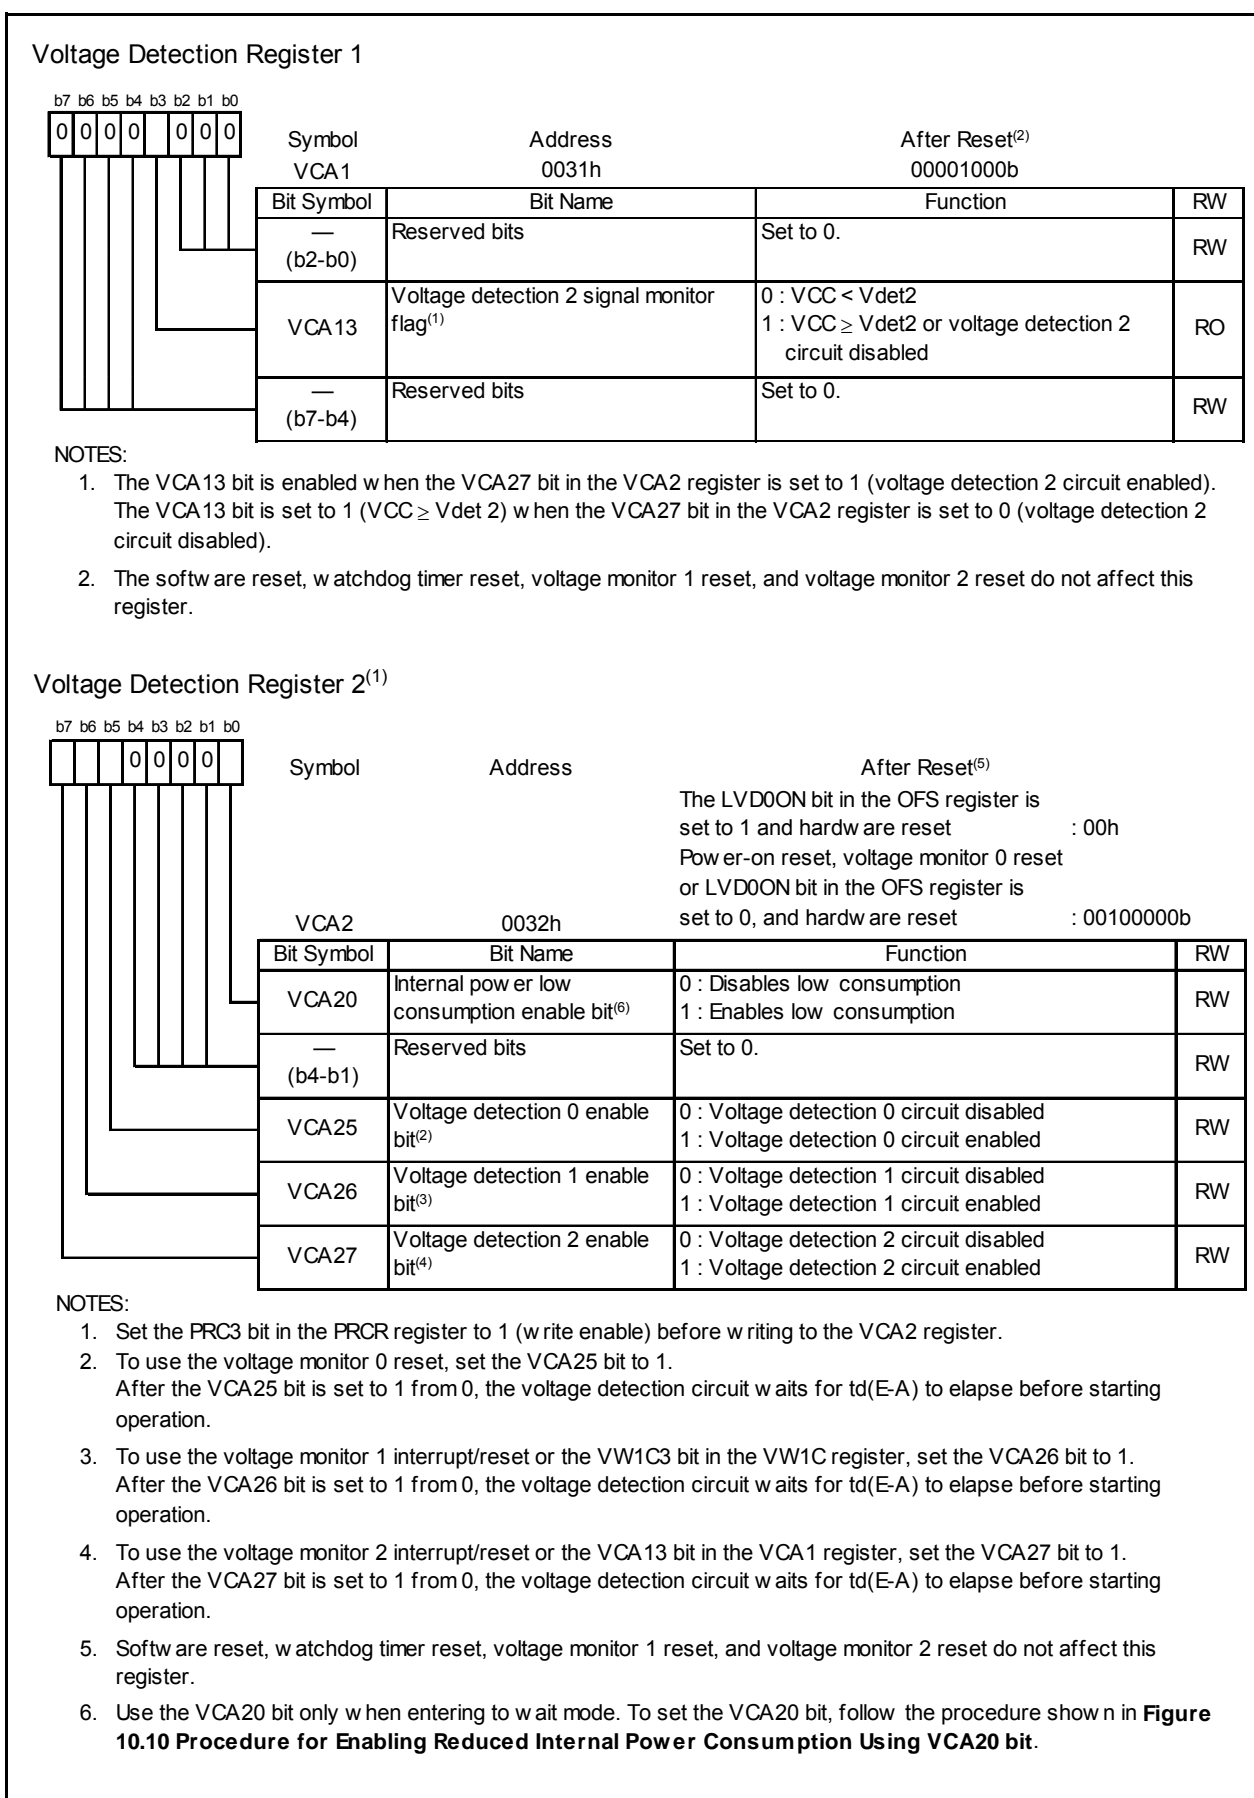 Voltage Detection Register 1
b7 b6 b5 b4 b3 b2 b1 b0
0 0 0 0 0 0 0
Symbol Address After Reset(2)
VCA1 0031h 00001000b
Bit Symbol Bit Name Function RW
— Reserved bits Set to 0.
(b2-b0) RW
Voltage detection 2 signal monitor 0 : VCC < Vdet2
VCA13 flag(1) 1 : VCC ≥ Vdet2 or voltage detection 2 RO
circuit disabled
— Reserved bits Set to 0.
(b7-b4) RW
NOTES:
1. The VCA13 bit is enabled when the VCA27 bit in the VCA2 register is set to 1 (voltage detection 2 circuit enabled).
The VCA13 bit is set to 1 (VCC ≥ Vdet 2) when the VCA27 bit in the VCA2 register is set to 0 (voltage detection 2
circuit disabled).
2. The software reset, watchdog timer reset, voltage monitor 1 reset, and voltage monitor 2 reset do not affect this
register.
Voltage Detection Register 2(1)
b7 b6 b5 b4 b3 b2 b1 b0
0 0 0 0
Symbol Address After Reset(5)
The LVD0ON bit in the OFS register is
set to 1 and hardware reset : 00h
Power-on reset, voltage monitor 0 reset
or LVD0ON bit in the OFS register is
VCA2 0032h set to 0, and hardware reset : 00100000b
Bit Symbol Bit Name Function RW
Internal power low 0 : Disables low consumption
VCA20 consumption enable bit(6) 1 : Enables low consumption RW
— Reserved bits Set to 0.
(b4-b1) RW
Voltage detection 0 enable 0 : Voltage detection 0 circuit disabled
VCA25 bit(2) 1 : Voltage detection 0 circuit enabled RW
Voltage detection 1 enable 0 : Voltage detection 1 circuit disabled
VCA26 bit(3) 1 : Voltage detection 1 circuit enabled RW
Voltage detection 2 enable 0 : Voltage detection 2 circuit disabled
VCA27 bit(4) 1 : Voltage detection 2 circuit enabled RW
NOTES:
1. Set the PRC3 bit in the PRCR register to 1 (write enable) before writing to the VCA2 register.
2. To use the voltage monitor 0 reset, set the VCA25 bit to 1.
After the VCA25 bit is set to 1 from 0, the voltage detection circuit waits for td(E-A) to elapse before starting
operation.
3. To use the voltage monitor 1 interrupt/reset or the VW1C3 bit in the VW1C register, set the VCA26 bit to 1.
After the VCA26 bit is set to 1 from 0, the voltage detection circuit waits for td(E-A) to elapse before starting
operation.
4. To use the voltage monitor 2 interrupt/reset or the VCA13 bit in the VCA1 register, set the VCA27 bit to 1.
After the VCA27 bit is set to 1 from 0, the voltage detection circuit waits for td(E-A) to elapse before starting
operation.
5. Software reset, watchdog timer reset, voltage monitor 1 reset, and voltage monitor 2 reset do not affect this
register.
6. Use the VCA20 bit only when entering to wait mode. To set the VCA20 bit, follow the procedure shown in Figure
10.10 Procedure for Enabling Reduced Internal Power Consumption Using VCA20 bit.